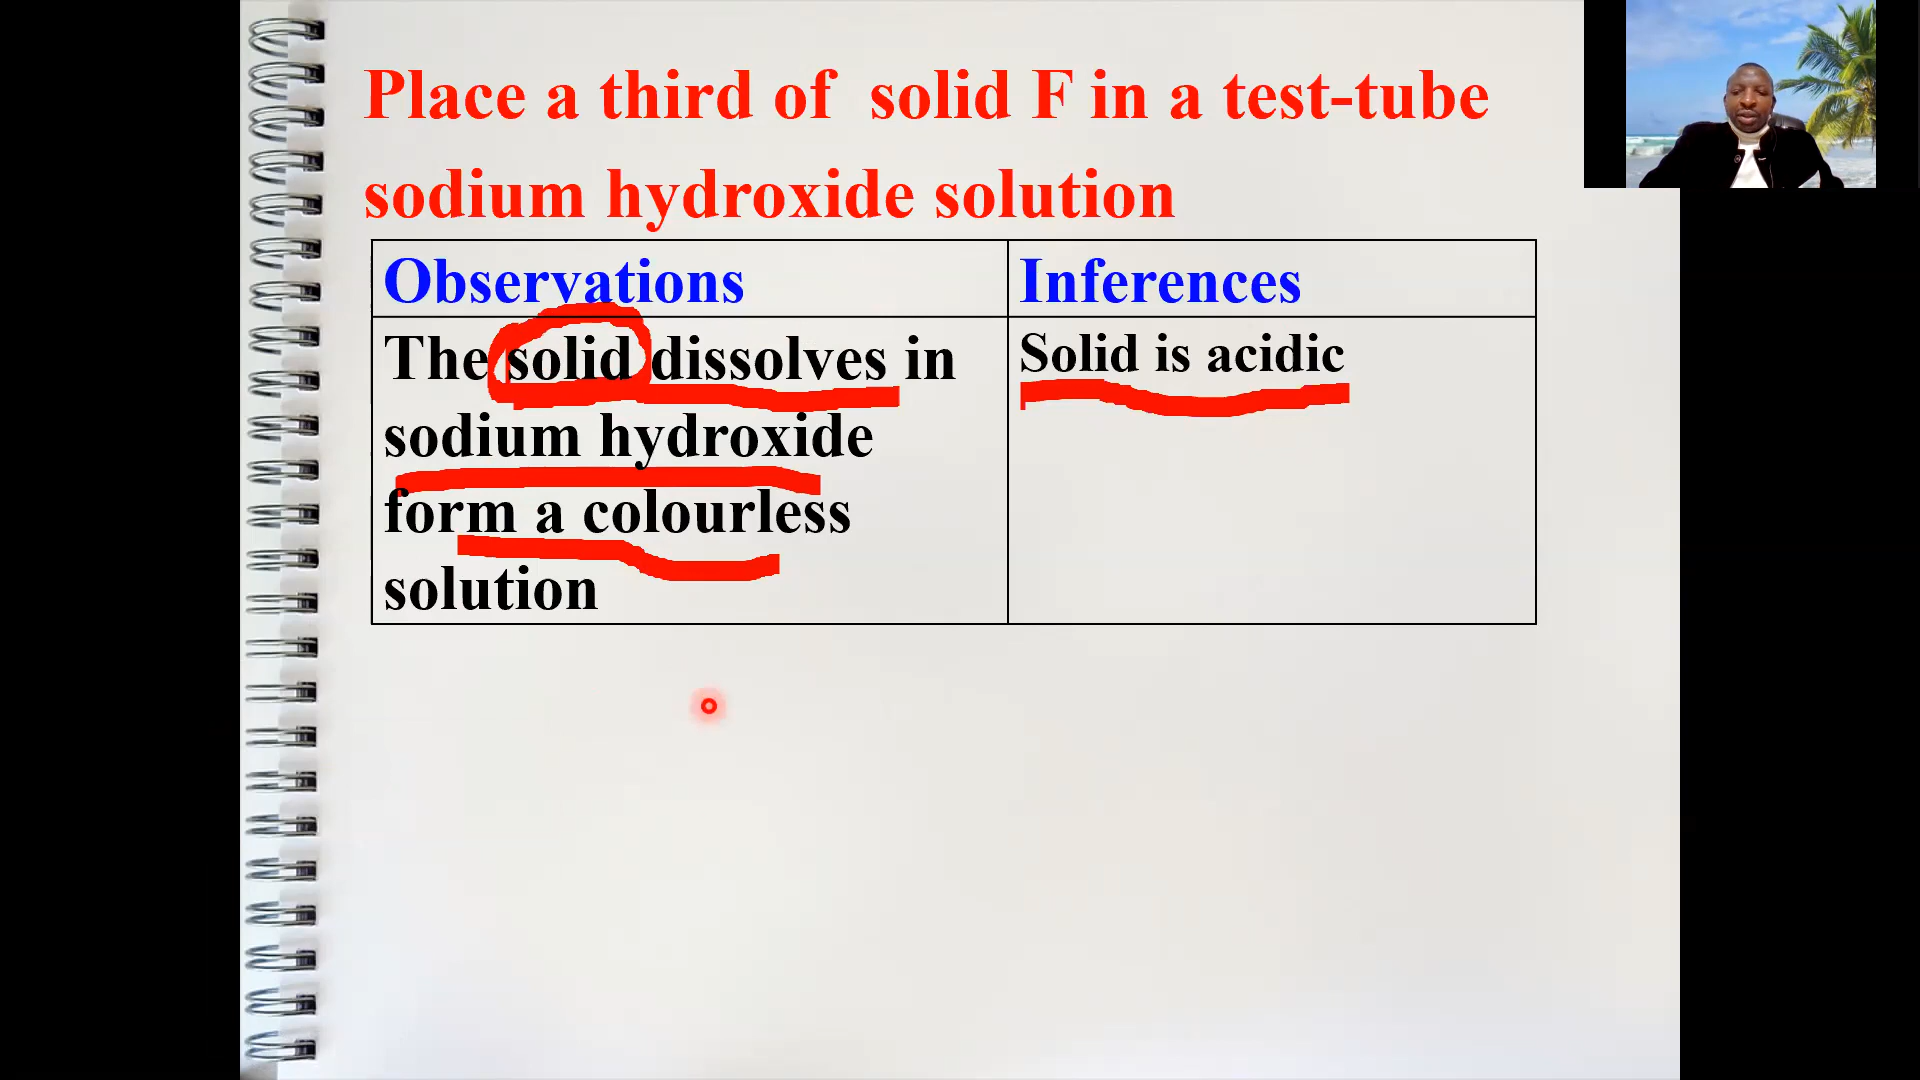 Place a third of solid F in a test-tube
sodium hydroxide solution
Observations
Inferences
The solid dissolves in
sodium hydroxide
form a colourless
solution
Solid is acidic